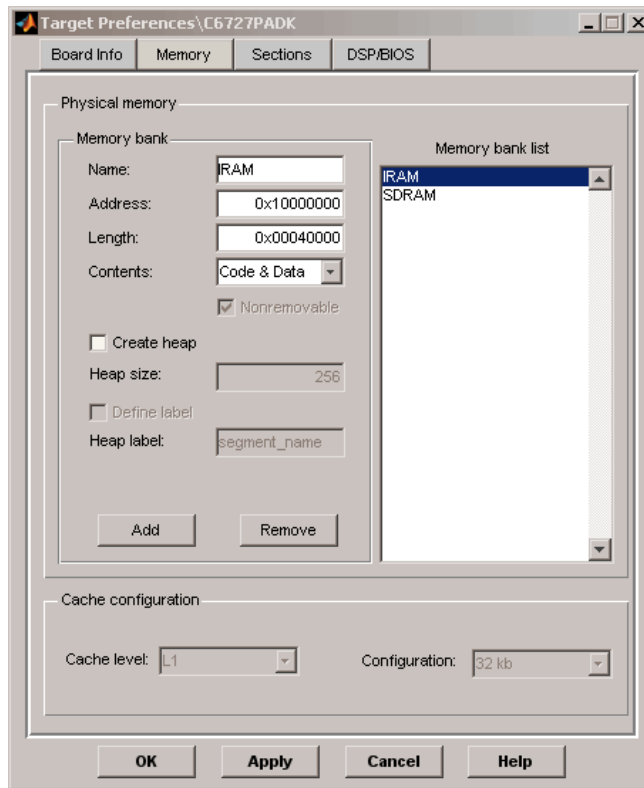 Target Preferences\C6727PADK
Board Info Memory Sections DSP/BIOS
Physical memory
Memory bank
Name: IRAM
Address: 0x10000000
Length: 0x00040000
Contents: Code & Data
Nonremovable
Create heap
Heap size: 256
Define label
Heap label: segment_name
Add Remove
Memory bank list
IRAM
SDRAM
Cache configuration
Cache level: L1 Configuration: 32 kb
OK Apply Cancel Help